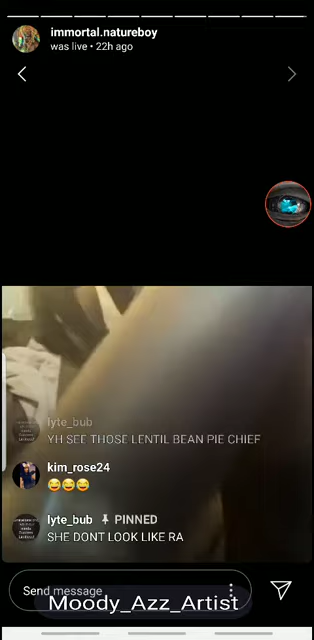 immortal.natureboy
was live • 22h ago
lyte_bub
YH SEE THOSE LENTIL BEAN PIE CHIEF
kim_rose24
😂😂😂
lyte_bub PINNED
SHE DONT LOOK LIKE RA
Send message
Moody_Azz_Artist